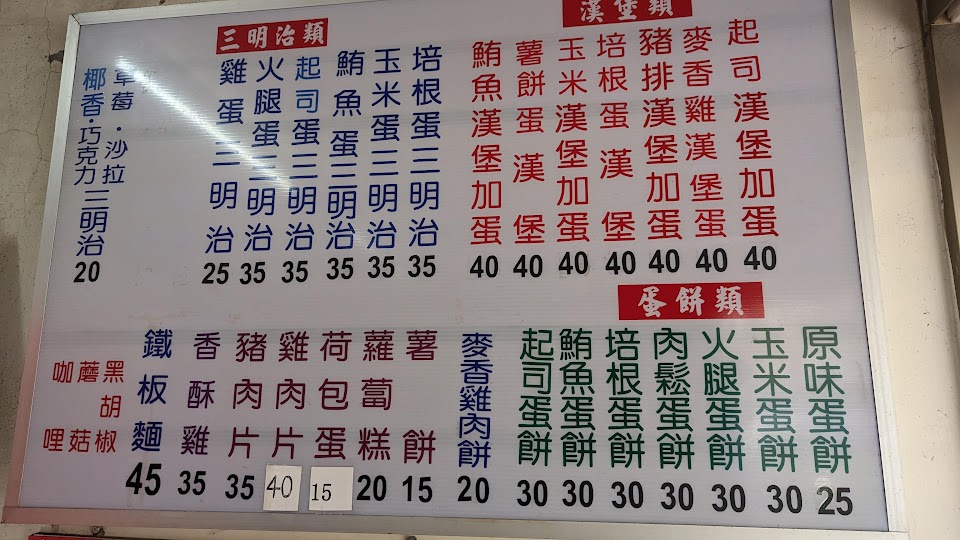 漢堡類
起司漢堡加蛋 40
麥香雞漢堡蛋 40
豬排漢堡加蛋 40
培根蛋漢堡 40
玉米漢堡加蛋 40
薯餅蛋漢堡 40
鮪魚漢堡加蛋 40
三明治類
培根蛋三明治 35
玉米蛋三明治 35
鮪魚蛋三明治 35
起司蛋三明治 35
火腿蛋三明治 35
雞蛋三明治 25
草莓·沙拉
椰香·巧克力三明治 20
蛋餅類
原味蛋餅 25
玉米蛋餅 30
火腿蛋餅 30
肉鬆蛋餅 30
培根蛋餅 30
鮪魚蛋餅 30
起司蛋餅 30
麥香雞肉餅 20
薯餅 15
蘿蔔糕 20
荷包蛋 15
雞肉片 40
豬肉片 35
香酥雞 35
鐵板麵 45
黑胡椒
蘑菇
咖哩